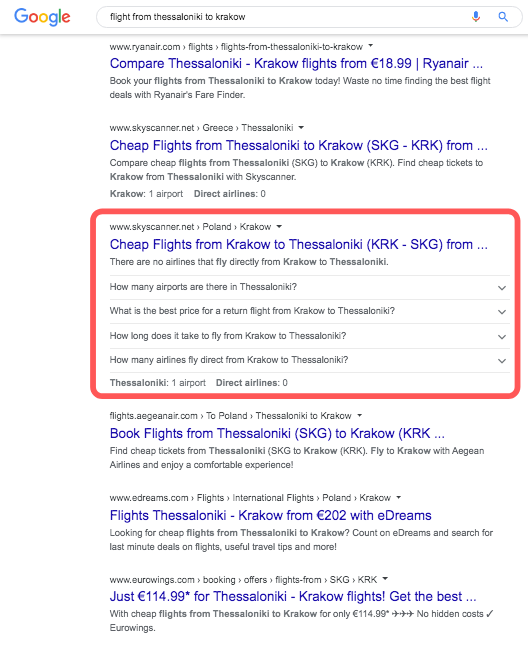 Google
flight from thessaloniki to krakow
www.ryanair.com › flights › flights-from-thessaloniki-to-krakow
Compare Thessaloniki - Krakow flights from €18.99 | Ryanair ...
Book your flights from Thessaloniki to Krakow today! Waste no time finding the best flight
deals with Ryanair's Fare Finder.
www.skyscanner.net › Greece › Thessaloniki
Cheap Flights from Thessaloniki to Krakow (SKG - KRK) from ...
Compare cheap flights from Thessaloniki (SKG) to Krakow (KRK). Find cheap tickets to
Krakow from Thessaloniki with Skyscanner.
Krakow: 1 airport Direct airlines: 0
www.skyscanner.net › Poland › Krakow
Cheap Flights from Krakow to Thessaloniki (KRK - SKG) from ...
There are no airlines that fly directly from Krakow to Thessaloniki.
How many airports are there in Thessaloniki?
What is the best price for a return flight from Krakow to Thessaloniki?
How long does it take to fly from Krakow to Thessaloniki?
How many airlines fly direct from Krakow to Thessaloniki?
Thessaloniki: 1 airport Direct airlines: 0
flights.aegeanair.com › To Poland › Thessaloniki to Krakow
Book Flights from Thessaloniki (SKG) to Krakow (KRK ...
Find cheap tickets from Thessaloniki (SKG to Krakow (KRK). Fly to Krakow with Aegean
Airlines and enjoy a comfortable experience!
www.edreams.com › Flights › International Flights › Poland › Krakow
Flights Thessaloniki - Krakow from €202 with eDreams
Looking for cheap flights from Thessaloniki to Krakow? Count on eDreams and search for
last minute deals on flights, useful travel tips and more!
www.eurowings.com › booking › offers › flights-from › SKG › KRK
Just €114.99* for Thessaloniki - Krakow flights! Get the best ...
With cheap flights from Thessaloniki to Krakow for only €114.99* ✈✈✈ No hidden costs ✓
Eurowings.